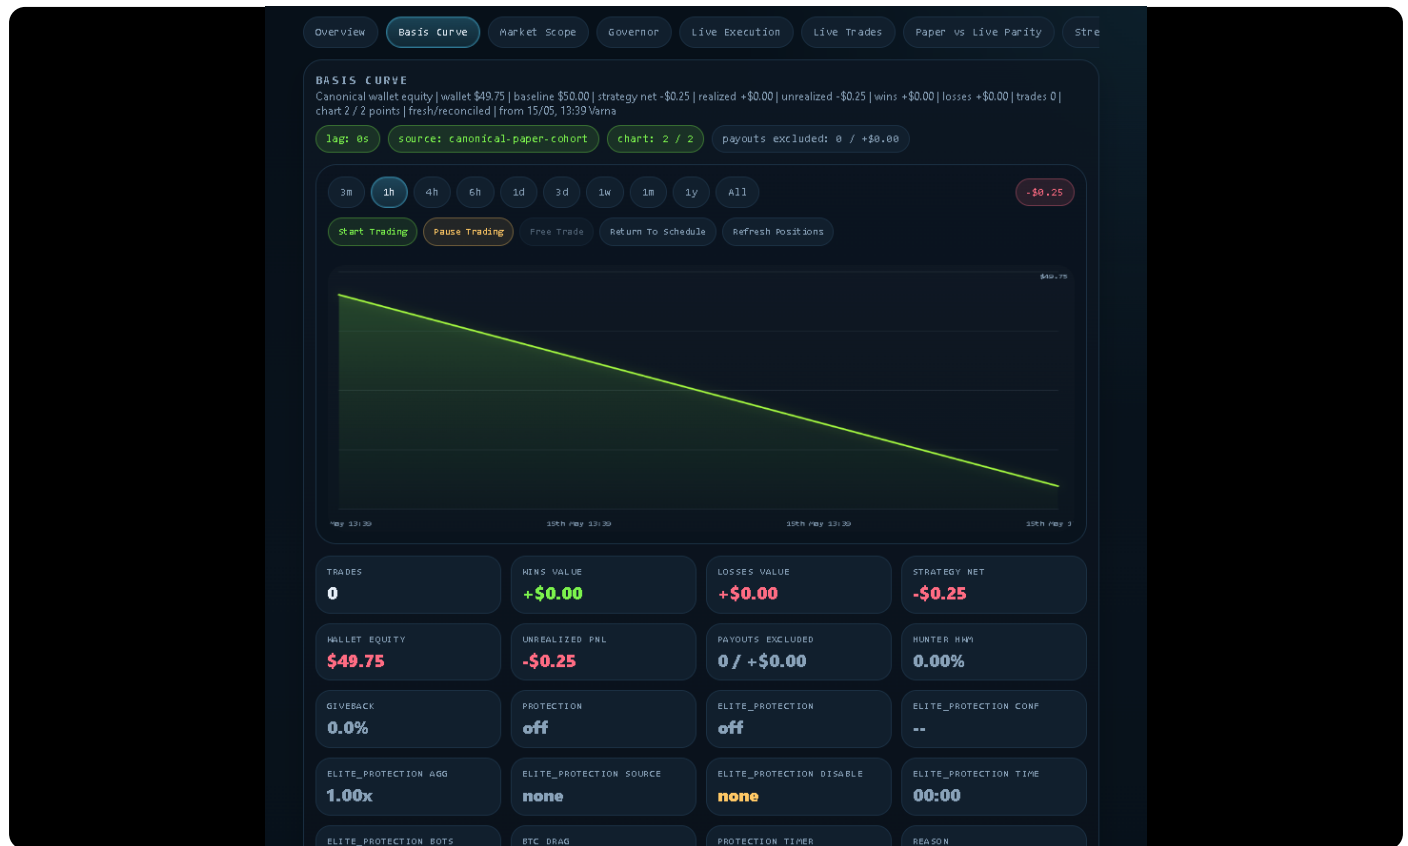 Overview Basis Curve Market Scope Governor Live Execution Live Trades Paper vs Live Parity Stre
BASIS CURVE
Canonical wallet equity | wallet $49.75 | baseline $50.00 | strategy net -$0.25 | realized +$0.00 | unrealized -$0.25 | wins +$0.00 | losses +$0.00 | trades 0 |
chart 2 / 2 points | fresh/reconciled | from 15/05, 13:39 Varna
lag: 0s source: canonical-paper-cohort chart: 2 / 2 payouts excluded: 0 / +$0.00
3m 1h 4h 6h 1d 3d 1w 1m 1y All -$0.25
Start Trading Pause Trading Free Trade Return To Schedule Refresh Positions
$49.75
May 13:39 15th May 13:39 15th May 13:39 15th May 1
TRADES WINS VALUE LOSSES VALUE STRATEGY NET
0 +$0.00 +$0.00 -$0.25
WALLET EQUITY UNREALIZED PNL PAYOUTS EXCLUDED HUNTER HWM
$49.75 -$0.25 0 / +$0.00 0.00%
GIVEBACK PROTECTION ELITE_PROTECTION ELITE_PROTECTION CONF
0.0% off off --
ELITE_PROTECTION AGG ELITE_PROTECTION SOURCE ELITE_PROTECTION DISABLE ELITE_PROTECTION TIME
1.00x none none 00:00
ELITE_PROTECTION BOTS BTC DRAG PROTECTION TIMER REASON